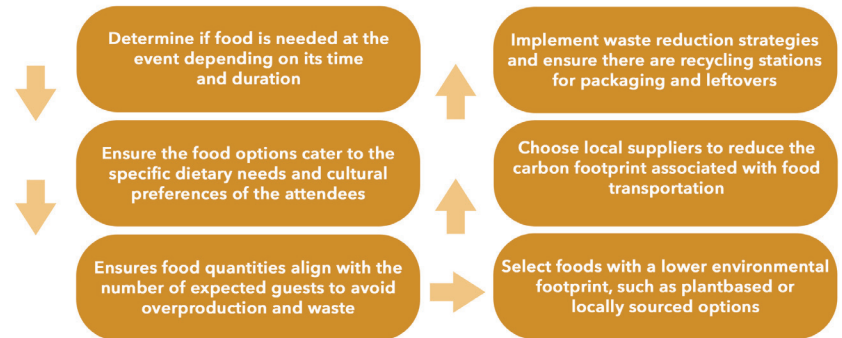 Determine if food is needed at the
event depending on its time
and duration
Ensure the food options cater to the
specific dietary needs and cultural
preferences of the attendees
Ensures food quantities align with the
number of expected guests to avoid
overproduction and waste
Select foods with a lower environmental
footprint, such as plantbased or
locally sourced options
Choose local suppliers to reduce the
carbon footprint associated with food
transportation
Implement waste reduction strategies
and ensure there are recycling stations
for packaging and leftovers